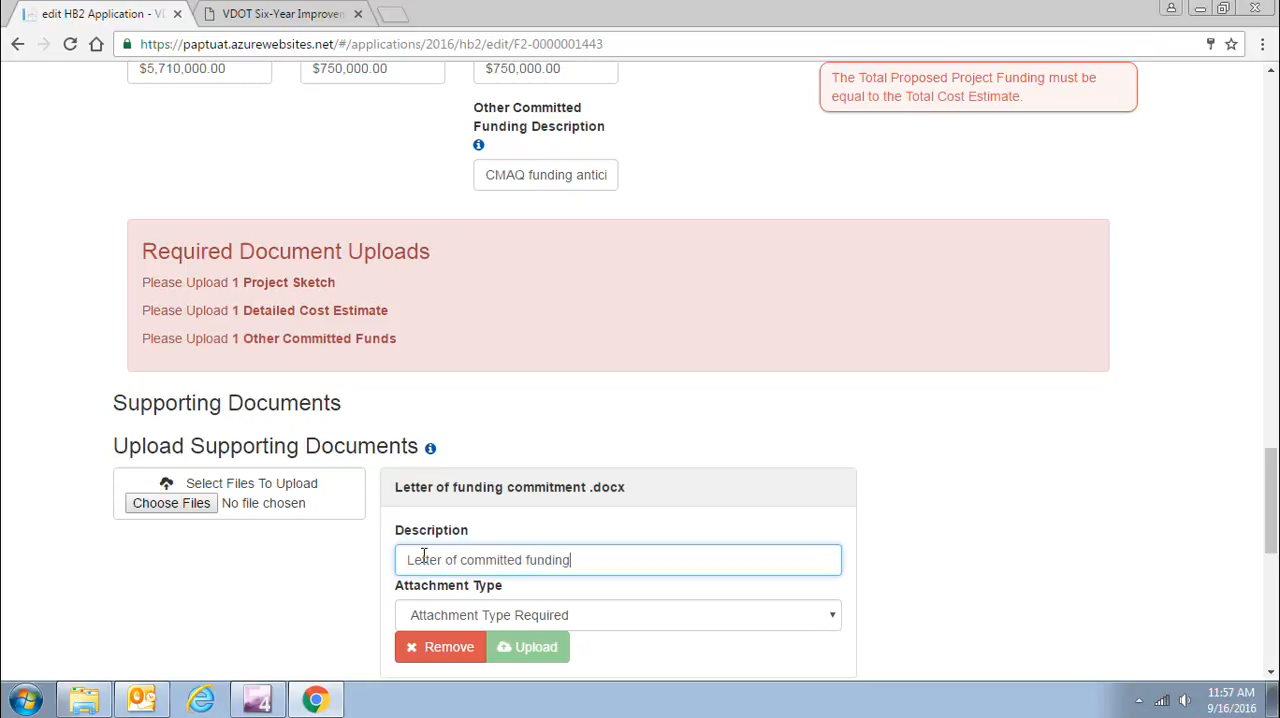 edit HB2 Application - VD
VDOT Six-Year Improvem
https://paptuat.azurewebsites.net/#/applications/2016/hb2/edit/F2-0000001443
$5,710,000.00
$750,000.00
$750,000.00
The Total Proposed Project Funding must be
equal to the Total Cost Estimate.
Other Committed
Funding Description
CMAQ funding antici
Required Document Uploads
Please Upload 1 Project Sketch
Please Upload 1 Detailed Cost Estimate
Please Upload 1 Other Committed Funds
Supporting Documents
Upload Supporting Documents
Select Files To Upload
Choose Files No file chosen
Letter of funding commitment .docx
Description
Letter of committed funding
Attachment Type
Attachment Type Required
Remove
Upload
11:57 AM
9/16/2016